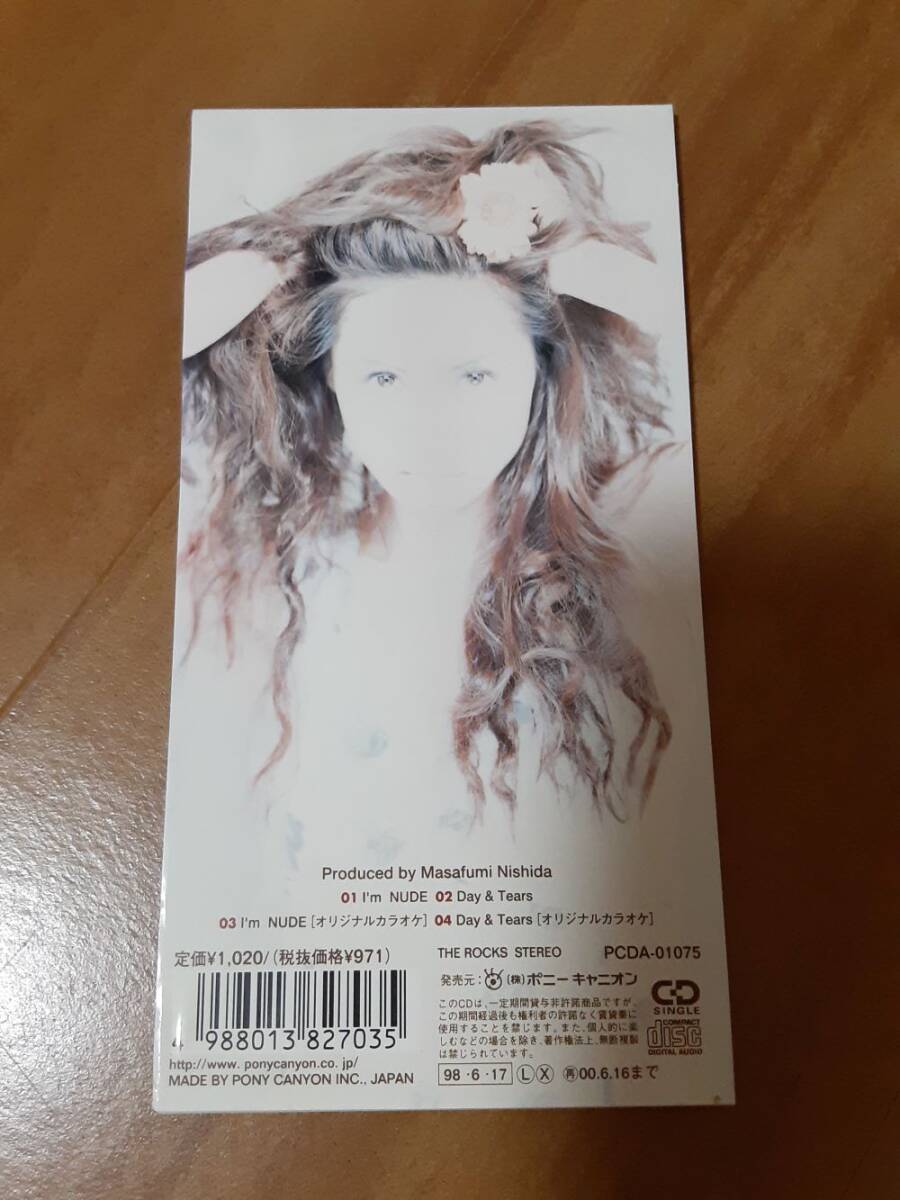 Produced by Masafumi Nishida
01 I'm NUDE 02 Day & Tears
03 I'm NUDE [オリジナルカラオケ] 04 Day & Tears [オリジナルカラオケ]
定価¥1,020/(税抜価格¥971)
4 988013 827035
http://www.ponycanyon.co.jp/
MADE BY PONY CANYON INC., JAPAN
THE ROCKS STEREO PCDA-01075
発売元: (株)ポニーキャニオン
このCDは、一定期間貸与非許諾商品ですが、
この期間経過後も権利者の許諾なく賃貸業に
使用することを禁じます。また、個人的に楽
しむなどの場合を除き、著作権法上、無断複製
は禁じられています。
98・6・17 L X 再 00.6.16まで
CD
SINGLE
COMPACT
disc
DIGITAL AUDIO